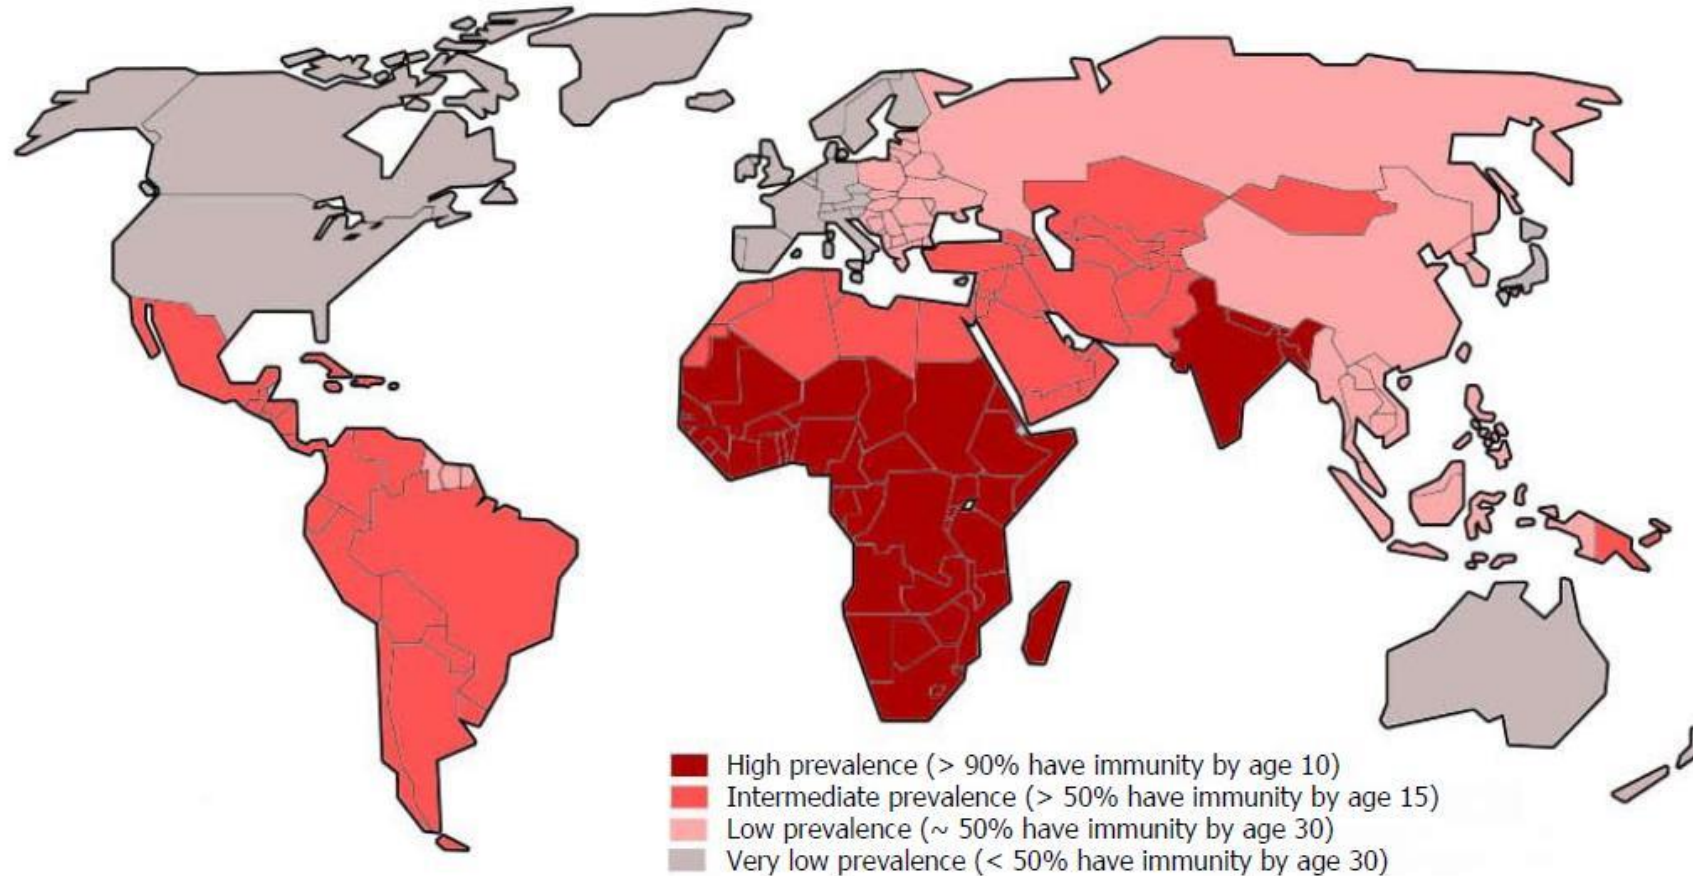 High prevalence (> 90% have immunity by age 10)
Intermediate prevalence (> 50% have immunity by age 15)
Low prevalence (~ 50% have immunity by age 30)
Very low prevalence (< 50% have immunity by age 30)